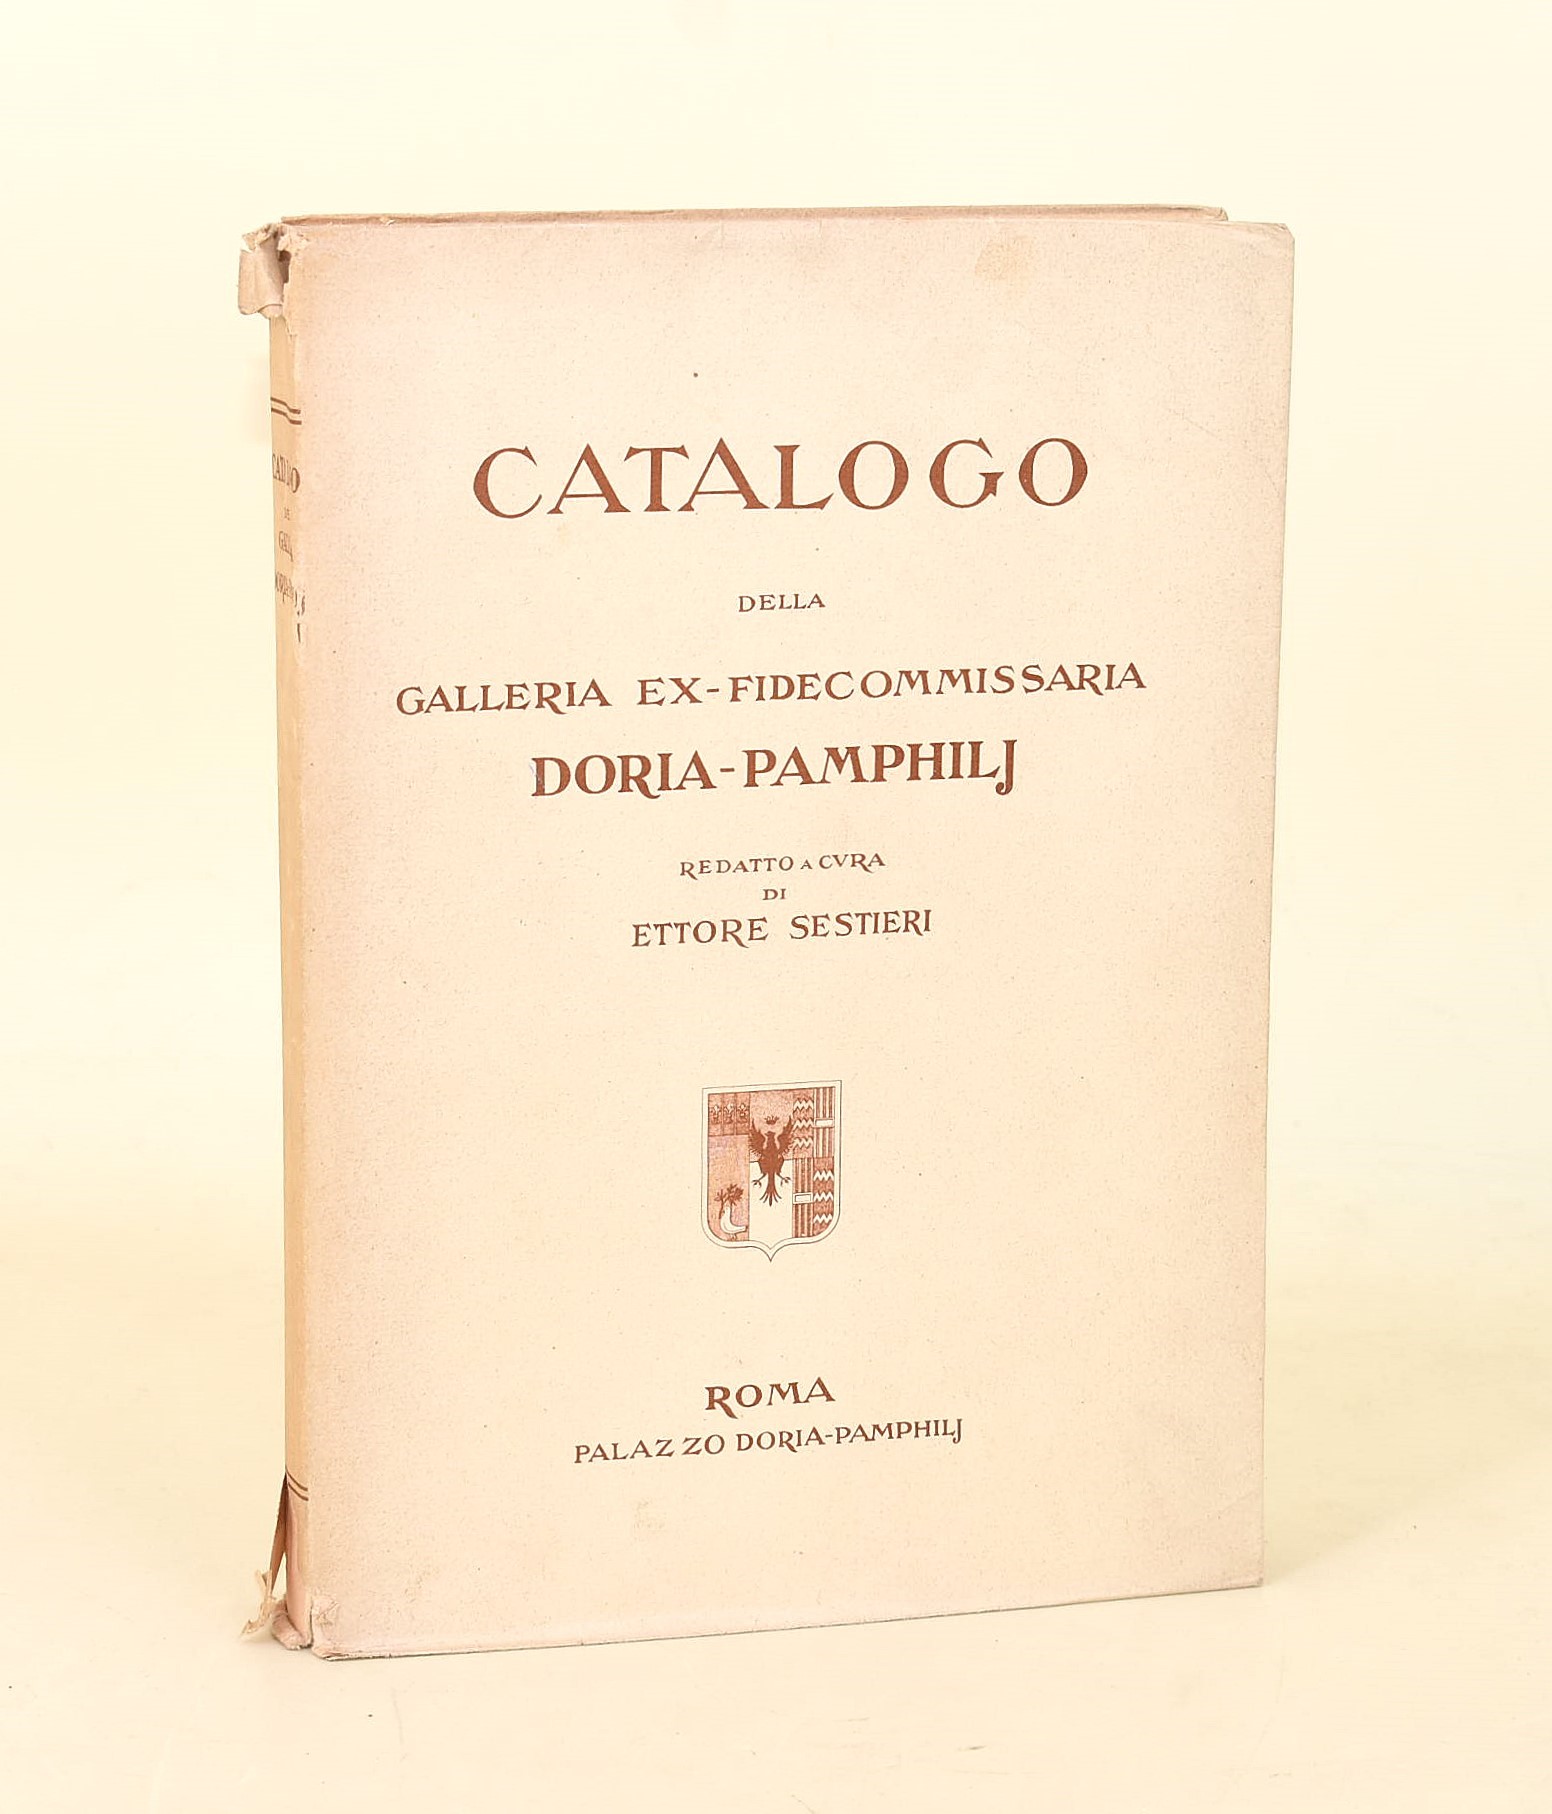 CATALOGO
DELLA
GALLERIA EX-FIDECOMMISSARIA
DORIA-PAMPHILJ
REDATTO A CVRA
DI
ETTORE SESTIERI
ROMA
PALAZZO DORIA-PAMPHILJ